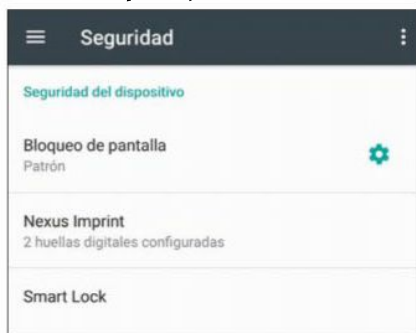 Seguridad
Seguridad del dispositivo
Bloqueo de pantalla
Patrón
Nexus Imprint
2 huellas digitales configuradas
Smart Lock